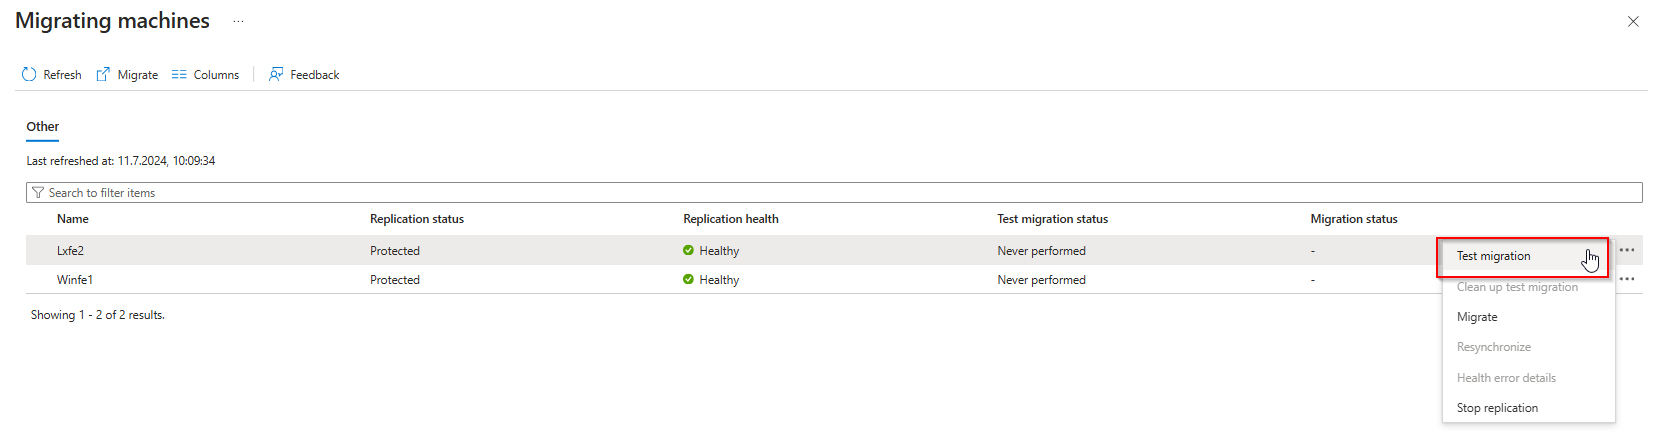 Migrating machines ...
Refresh Migrate Columns Feedback
Other
Last refreshed at: 11.7.2024, 10:09:34
Search to filter items
Name Replication status Replication health Test migration status Migration status
Lxfe2 Protected Healthy Never performed -
Test migration
Winfe1 Protected Healthy Never performed -
Clean up test migration
Showing 1 - 2 of 2 results.
Migrate
Resynchronize
Health error details
Stop replication